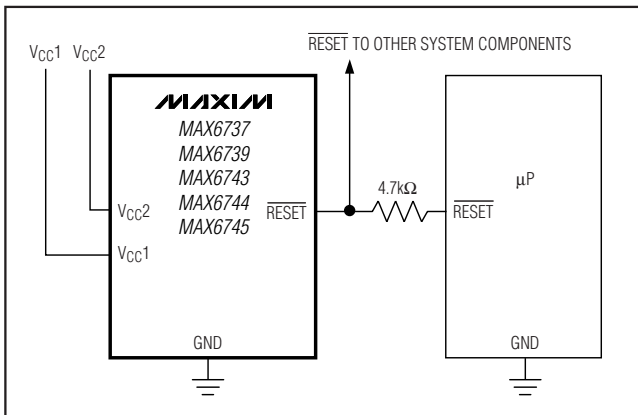 RESET TO OTHER SYSTEM COMPONENTS
VCC1 VCC2
MAXIM
MAX6737
MAX6739
MAX6743
MAX6744
MAX6745
4.7kΩ
μP
VCC2
RESET
RESET
VCC1
GND
GND